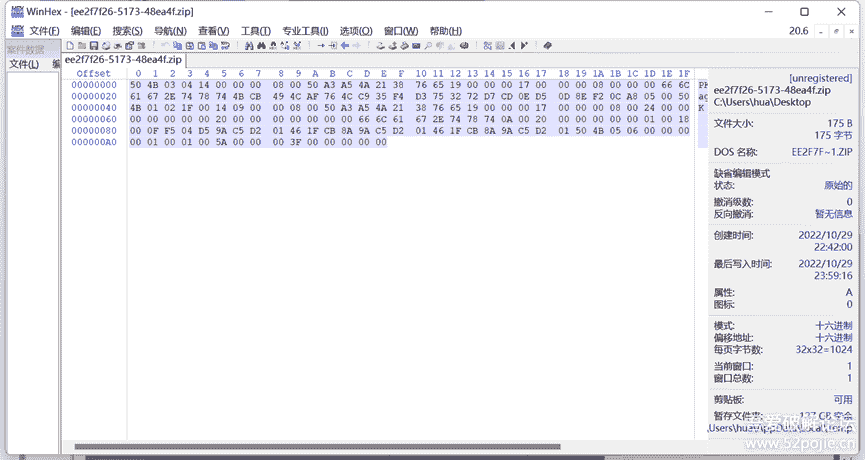 WinHex - [ee2f7f26-5173-48ea4f.zip]
文件(F) 编辑(E) 搜索(S) 导航(N) 查看(V) 工具(T) 专业工具(I) 选项(O) 窗口(W) 帮助(H) 20.6
案件数据
文件(L) 编
ee2f7f26-5173-48ea4f.zip
Offset 0 1 2 3 4 5 6 7 8 9 A B C D E F 10 11 12 13 14 15 16 17 18 19 1A 1B 1C 1D 1E 1F
00000000 50 4B 03 04 14 00 00 00 08 00 50 A3 A5 4A 21 38 76 65 19 00 00 00 17 00 00 00 08 00 00 00 66 6C
00000020 61 67 2E 74 78 74 4B CB 49 4C AF 76 4C C9 35 F4 D3 75 32 72 D7 CD 0E D5 0D 8E F2 0C A8 05 00 50
00000040 4B 01 02 1F 00 14 09 00 00 08 00 50 A3 A5 4A 21 38 76 65 19 00 00 00 17 00 00 00 08 00 24 00 00
00000060 00 00 00 00 00 20 00 00 00 00 00 00 00 66 6C 61 67 2E 74 78 74 0A 00 20 00 00 00 00 00 01 00 18
00000080 00 0F F5 04 D5 9A C5 D2 01 46 1F CB 8A 9A C5 D2 01 46 1F CB 8A 9A C5 D2 01 50 4B 05 06 00 00 00
000000A0 00 01 00 01 00 5A 00 00 00 3F 00 00 00 00 00
[unregistered]
ee2f7f26-5173-48ea4f.zip
C:\Users\hua\Desktop
文件大小: 175 B
175 字节
DOS 名称: EE2F7F~1.ZIP
缺省编辑模式
状态: 原始的
撤消级数: 0
反向撤消: 暂无信息
创建时间: 2022/10/29
22:42:00
最后写入时间: 2022/10/29
23:59:16
属性: A
图标: 0
模式: 十六进制
偏移地址: 十六进制
每页字节数: 32x32=1024
当前窗口: 1
窗口总数: 1
剪贴板: 可用
暂存文件夹:
吾爱破解论坛
www.52pojie.cn